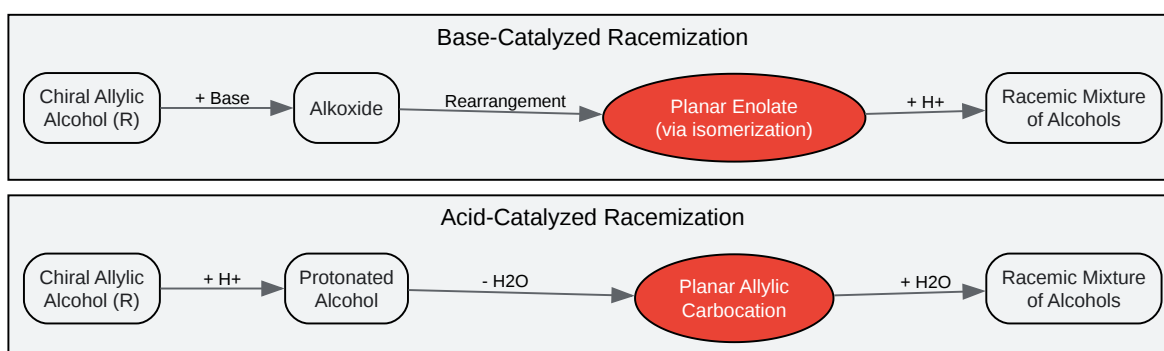 Base-Catalyzed Racemization
Chiral Allylic
Alcohol (R)
+ Base
Alkoxide
Rearrangement
Planar Enolate
(via isomerization)
+ H+
Racemic Mixture
of Alcohols
Acid-Catalyzed Racemization
Chiral Allylic
Alcohol (R)
+ H+
Protonated
Alcohol
- H2O
Planar Allylic
Carbocation
+ H2O
Racemic Mixture
of Alcohols